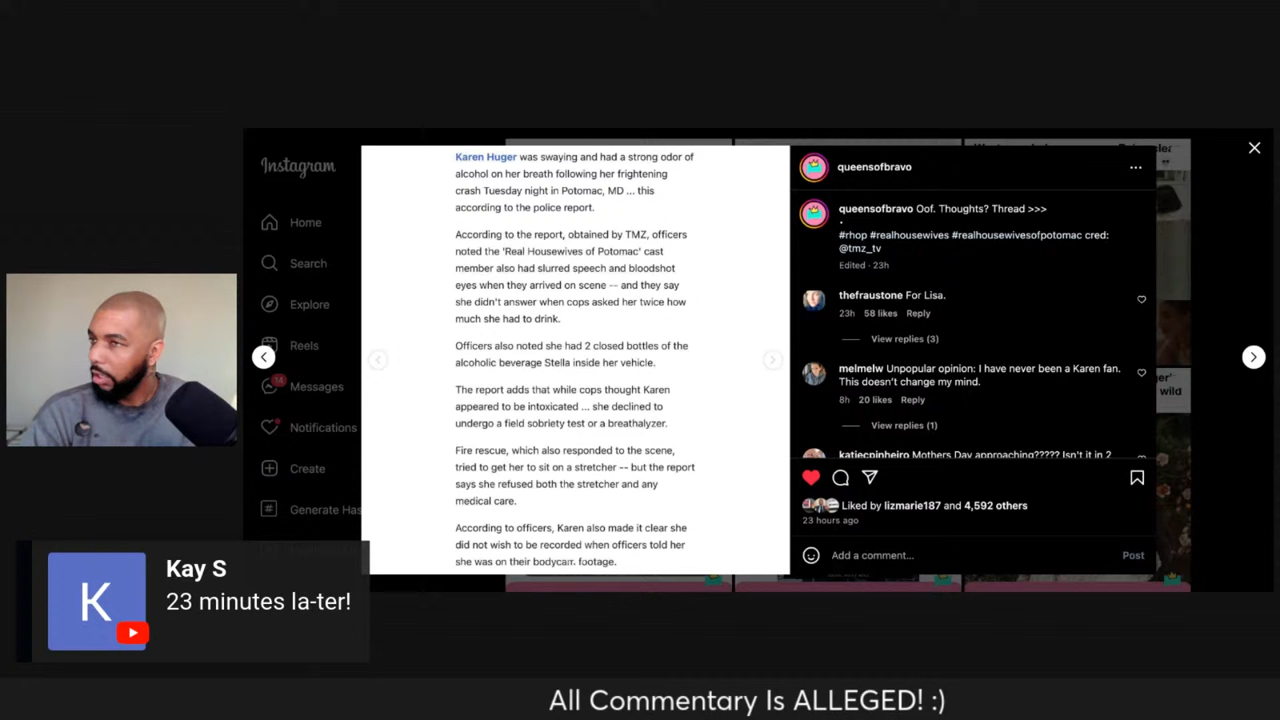 Instagram
Home
Search
Explore
Reels
14
Messages
Notifications
Create
Generate Has
Karen Huger was swaying and had a strong odor of
alcohol on her breath following her frightening
crash Tuesday night in Potomac, MD ... this
according to the police report.
According to the report, obtained by TMZ, officers
noted the 'Real Housewives of Potomac' cast
member also had slurred speech and bloodshot
eyes when they arrived on scene -- and they say
she didn't answer when cops asked her twice how
much she had to drink.
Officers also noted she had 2 closed bottles of the
alcoholic beverage Stella inside her vehicle.
The report adds that while cops thought Karen
appeared to be intoxicated ... she declined to
undergo a field sobriety test or a breathalyzer.
Fire rescue, which also responded to the scene,
tried to get her to sit on a stretcher -- but the report
says she refused both the stretcher and any
medical care.
According to officers, Karen also made it clear she
did not wish to be recorded when officers told her
she was on their bodycam footage.
queensofbravo
queensofbravo Oof. Thoughts? Thread >>>
.
#rhop #realhousewives #realhousewivesofpotomac cred:
@tmz_tv
Edited · 23h
thefraustone For Lisa.
23h 58 likes Reply
View replies (3)
melmelw Unpopular opinion: I have never been a Karen fan.
This doesn't change my mind.
8h 20 likes Reply
View replies (1)
katiecpinheiro Mothers Day approaching????? Isn't it in 2
Liked by lizmarie187 and 4,592 others
23 hours ago
Add a comment...
Post
wild
K
Kay S
23 minutes la-ter!
All Commentary Is ALLEGED! :)